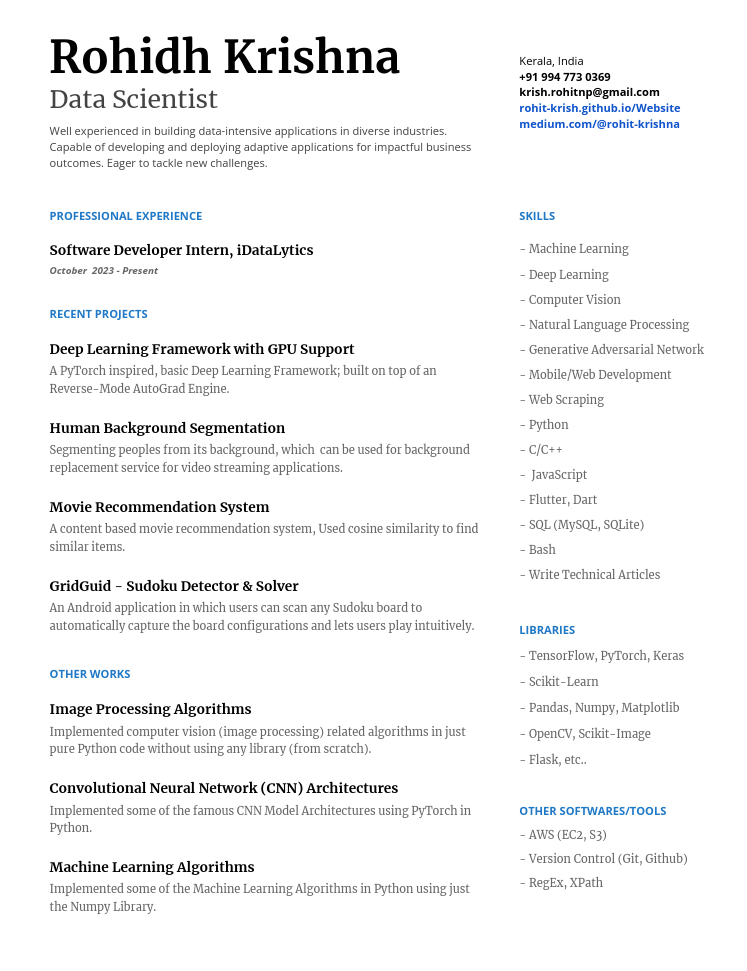 Rohidh Krishna
Data Scientist
Well experienced in building data-intensive applications in diverse industries.
Capable of developing and deploying adaptive applications for impactful business
outcomes. Eager to tackle new challenges.
Kerala, India
+91 994 773 0369
krish.rohitnp@gmail.com
rohit-krish.github.io/Website
medium.com/@rohit-krishna
PROFESSIONAL EXPERIENCE
Software Developer Intern, iDataLytics
October  2023 - Present
RECENT PROJECTS
Deep Learning Framework with GPU Support
A PyTorch inspired, basic Deep Learning Framework; built on top of an
Reverse-Mode AutoGrad Engine.
Human Background Segmentation
Segmenting peoples from its background, which  can be used for background
replacement service for video streaming applications.
Movie Recommendation System
A content based movie recommendation system, Used cosine similarity to find
similar items.
GridGuid - Sudoku Detector & Solver
An Android application in which users can scan any Sudoku board to
automatically capture the board configurations and lets users play intuitively.
OTHER WORKS
Image Processing Algorithms
Implemented computer vision (image processing) related algorithms in just
pure Python code without using any library (from scratch).
Convolutional Neural Network (CNN) Architectures
Implemented some of the famous CNN Model Architectures using PyTorch in
Python.
Machine Learning Algorithms
Implemented some of the Machine Learning Algorithms in Python using just
the Numpy Library.
SKILLS
- Machine Learning
- Deep Learning
- Computer Vision
- Natural Language Processing
- Generative Adversarial Network
- Mobile/Web Development
- Web Scraping
- Python
- C/C++
-  JavaScript
- Flutter, Dart
- SQL (MySQL, SQLite)
- Bash
- Write Technical Articles
LIBRARIES
- TensorFlow, PyTorch, Keras
- Scikit-Learn
- Pandas, Numpy, Matplotlib
- OpenCV, Scikit-Image
- Flask, etc..
OTHER SOFTWARES/TOOLS
- AWS (EC2, S3)
- Version Control (Git, Github)
- RegEx, XPath